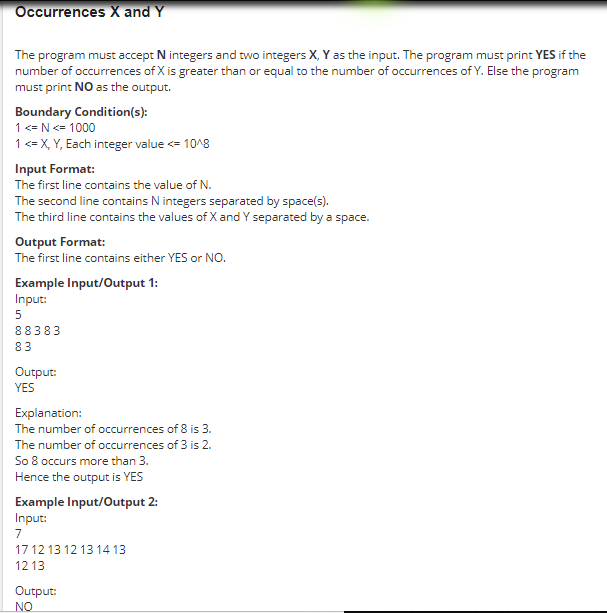 Occurrences X and Y
The program must accept N integers and two integers X, Y as the input. The program must print YES if the
number of occurrences of X is greater than or equal to the number of occurrences of Y. Else the program
must print NO as the output.
Boundary Condition(s):
1 <= N <= 1000
1 <= X, Y, Each integer value <= 10^8
Input Format:
The first line contains the value of N.
The second line contains N integers separated by space(s).
The third line contains the values of X and Y separated by a space.
Output Format:
The first line contains either YES or NO.
Example Input/Output 1:
Input:
5
8 8 3 8 3
8 3
Output:
YES
Explanation:
The number of occurrences of 8 is 3.
The number of occurrences of 3 is 2.
So 8 occurs more than 3.
Hence the output is YES
Example Input/Output 2:
Input:
7
17 12 13 12 13 14 13
12 13
Output:
NO